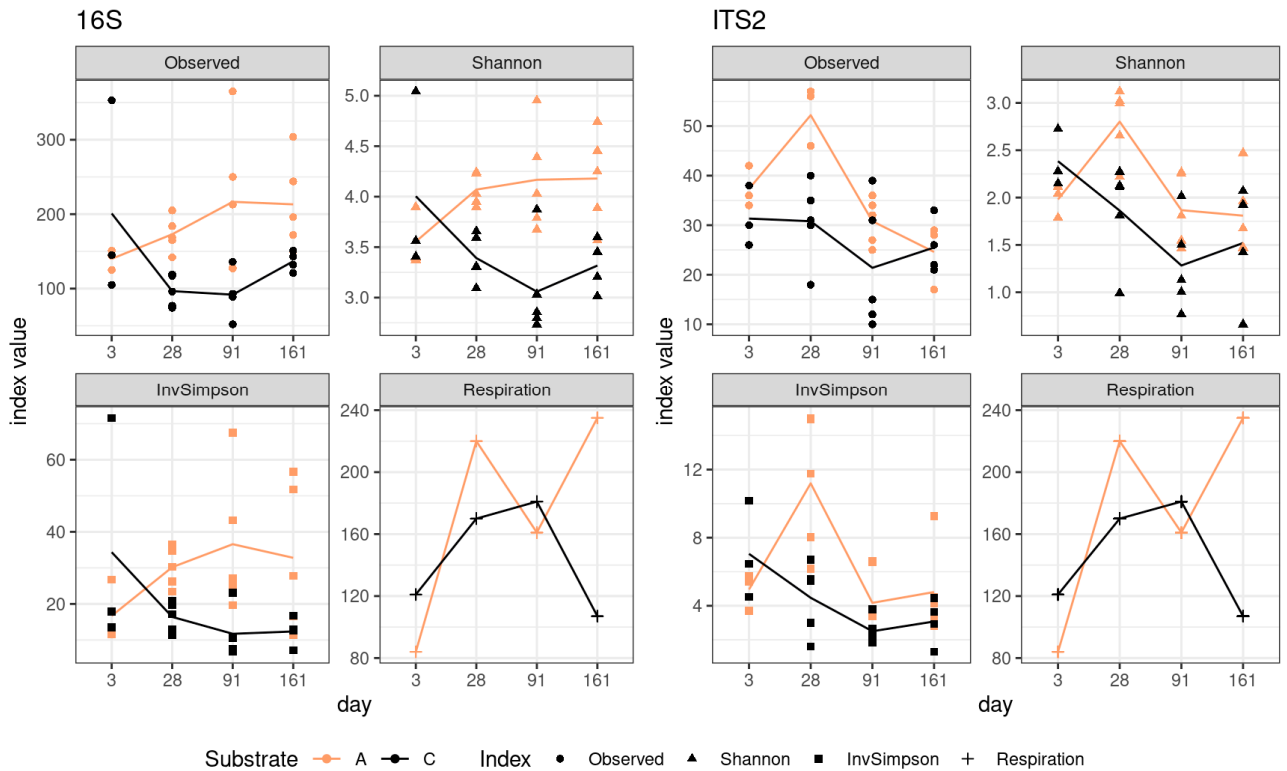 16S
ITS2
Observed
Shannon
Observed
Shannon
300
200
100
5.0
4.5
4.0
3.5
3.0
50
40
30
20
10
3.0
2.5
2.0
1.5
1.0
3 28 91 161
3 28 91 161
3 28 91 161
3 28 91 161
index value
index value
InvSimpson
Respiration
InvSimpson
Respiration
60
40
20
240
200
160
120
80
12
8
4
240
200
160
120
80
3 28 91 161
3 28 91 161
3 28 91 161
3 28 91 161
day
day
Substrate A C Index Observed Shannon InvSimpson Respiration